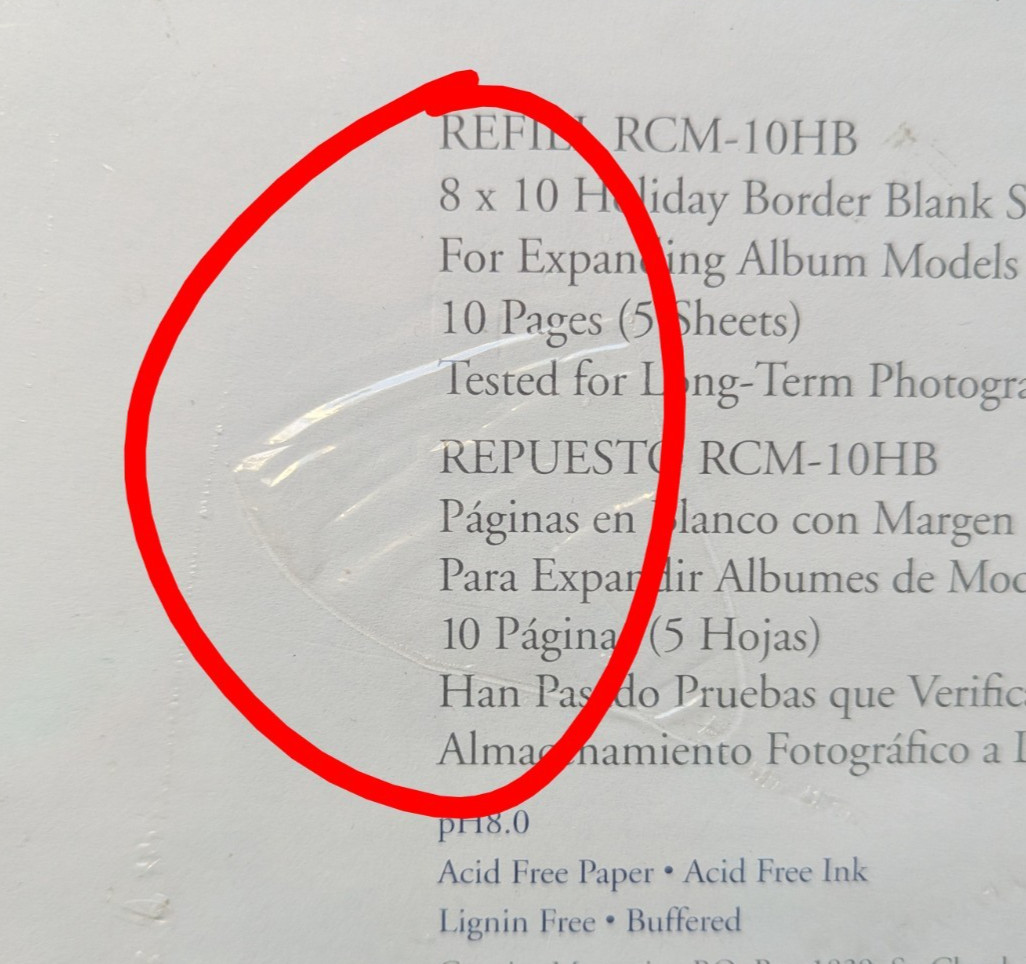 REFILL RCM-10HB
8 x 10 Holiday Border Blank
For Expanding Album Models
10 Pages (5 Sheets)
Tested for Long-Term
REPUESTO RCM-10HB
Páginas en Blanco con Margen
Para Expandir Albumes de
10 Páginas (5 Hojas)
Han Pasado Pruebas que
Almacenamiento Fotográfico a
pH8.0
Acid Free Paper • Acid Free Ink
Lignin Free • Buffered